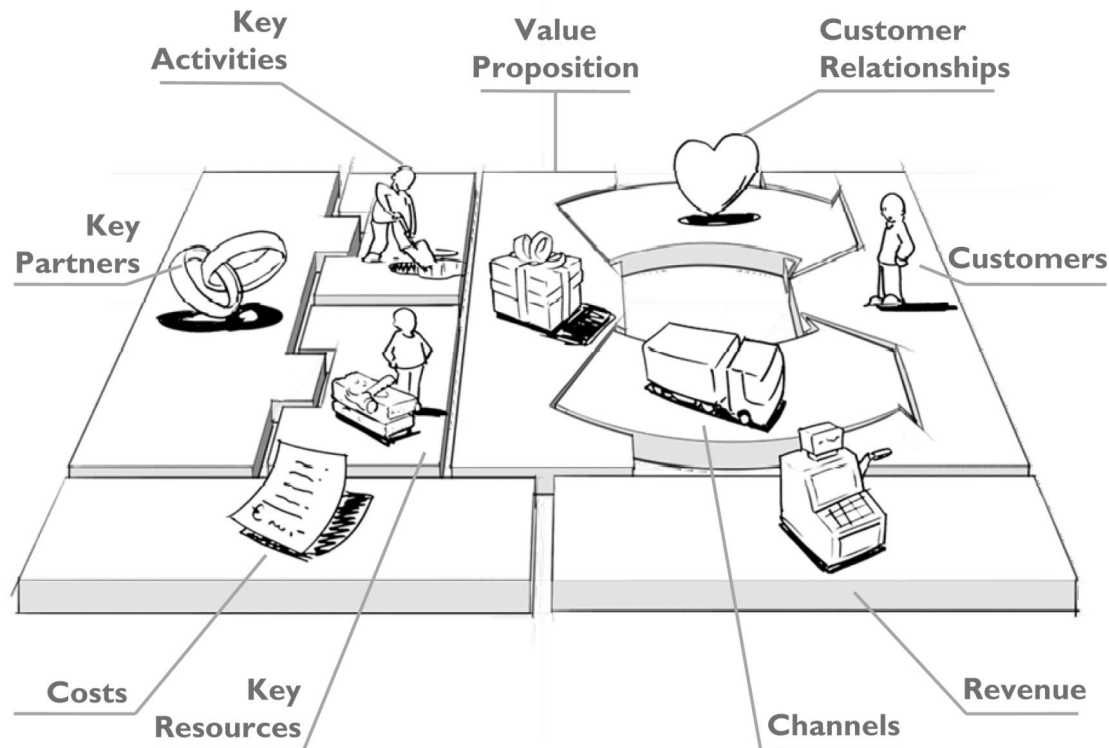 Key
Activities
Value
Proposition
Customer
Relationships
Key
Partners
Customers
Costs
Key
Resources
Channels
Revenue